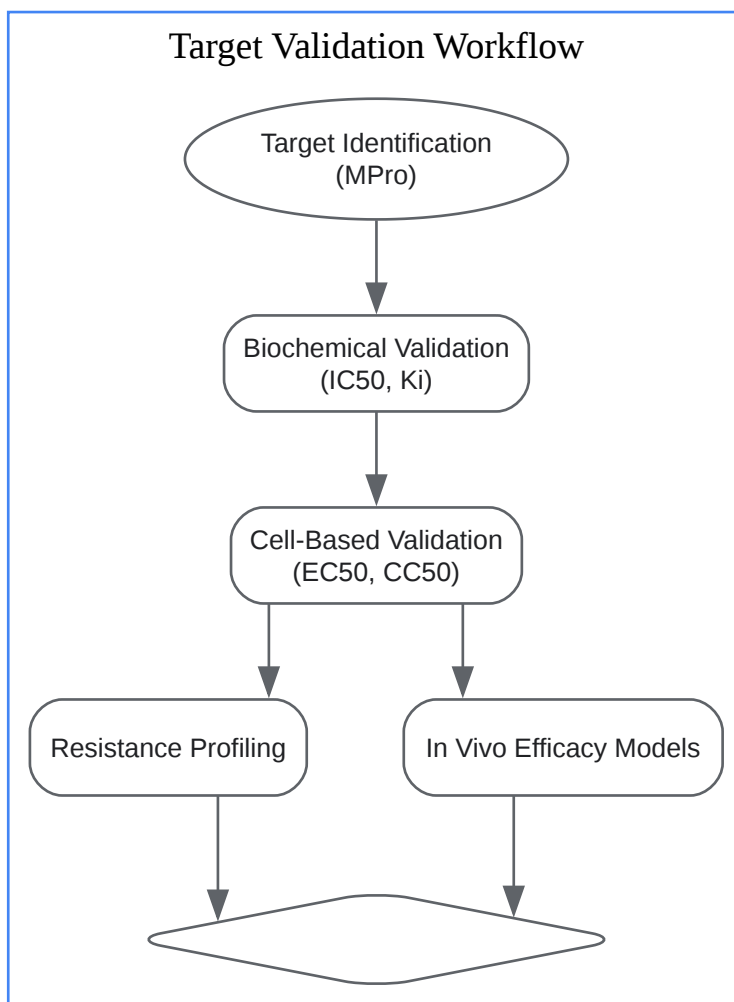 Target Validation Workflow
Target Identification
(MPro)
Biochemical Validation
(IC50, Ki)
Cell-Based Validation
(EC50, CC50)
Resistance Profiling
In Vivo Efficacy Models